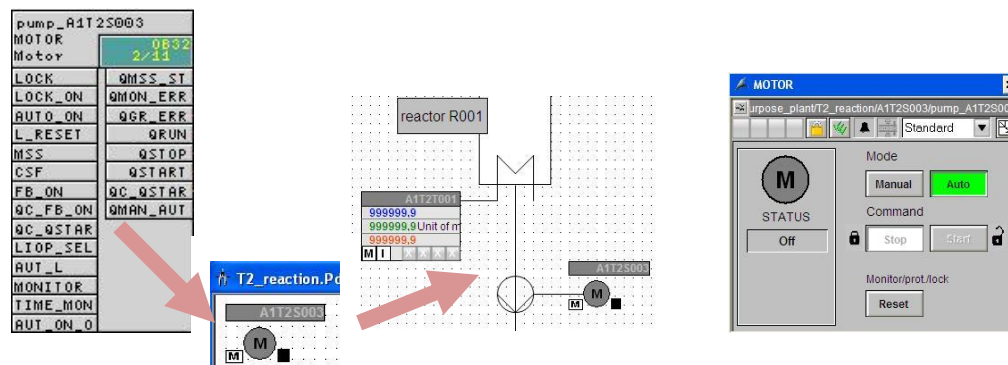 pump_A1T2S003
MOTOR
Motor
OB32
2/11
LOCK QMSS_ST
LOCK_ON QMON_ERR
AUTO_ON QGR_ERR
L_RESET QRUN
MSS QSTOP
CSF QSTART
FB_ON QC_QSTAR
QC_FB_ON QMAN_AUT
QC_QSTAR
LIOP_SEL
AUT_L
MONITOR
TIME_MON
AUT_ON_O
T2_reaction.Pd
A1T2S003
M
M
reactor R001
A1T2T001
999999,9
999999,9 Unit of m
999999,9
M I X X X X
A1T2S003
M
M
MOTOR
urpose_plant/T2_reaction/A1T2S003/pump_A1T2S00
Standard
M
STATUS
Off
Mode
Manual Auto
Command
Stop Start
Monitor/prot./lock
Reset